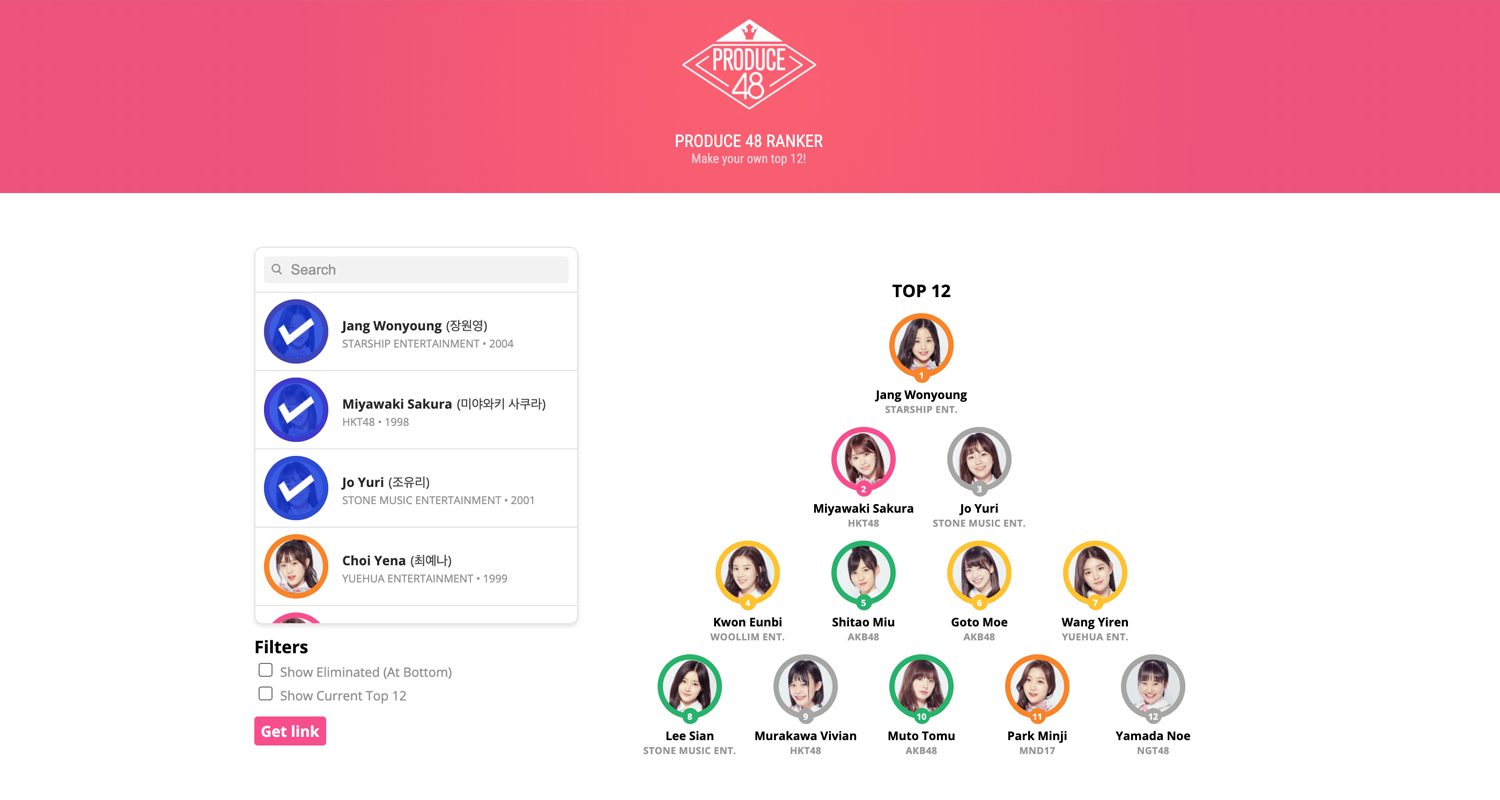 PRODUCE
48
PRODUCE 48 RANKER
Make your own top 12!
Search
Jang Wonyoung (장원영)
STARSHIP ENTERTAINMENT • 2004
Miyawaki Sakura (미야와키 사쿠라)
HKT48 • 1998
Jo Yuri (조유리)
STONE MUSIC ENTERTAINMENT • 2001
Choi Yena (최예나)
YUEHUA ENTERTAINMENT • 1999
Filters
Show Eliminated (At Bottom)
Show Current Top 12
Get link
TOP 12
1
Jang Wonyoung
STARSHIP ENT.
2 3
Miyawaki Sakura Jo Yuri
HKT48 STONE MUSIC ENT.
4 5 6 7
Kwon Eunbi Shitao Miu Goto Moe Wang Yiren
WOOLLIM ENT. AKB48 AKB48 YUEHUA ENT.
8 9 10 11 12
Lee Sian Murakawa Vivian Muto Tomu Park Minji Yamada Noe
STONE MUSIC ENT. HKT48 AKB48 MND17 NGT48